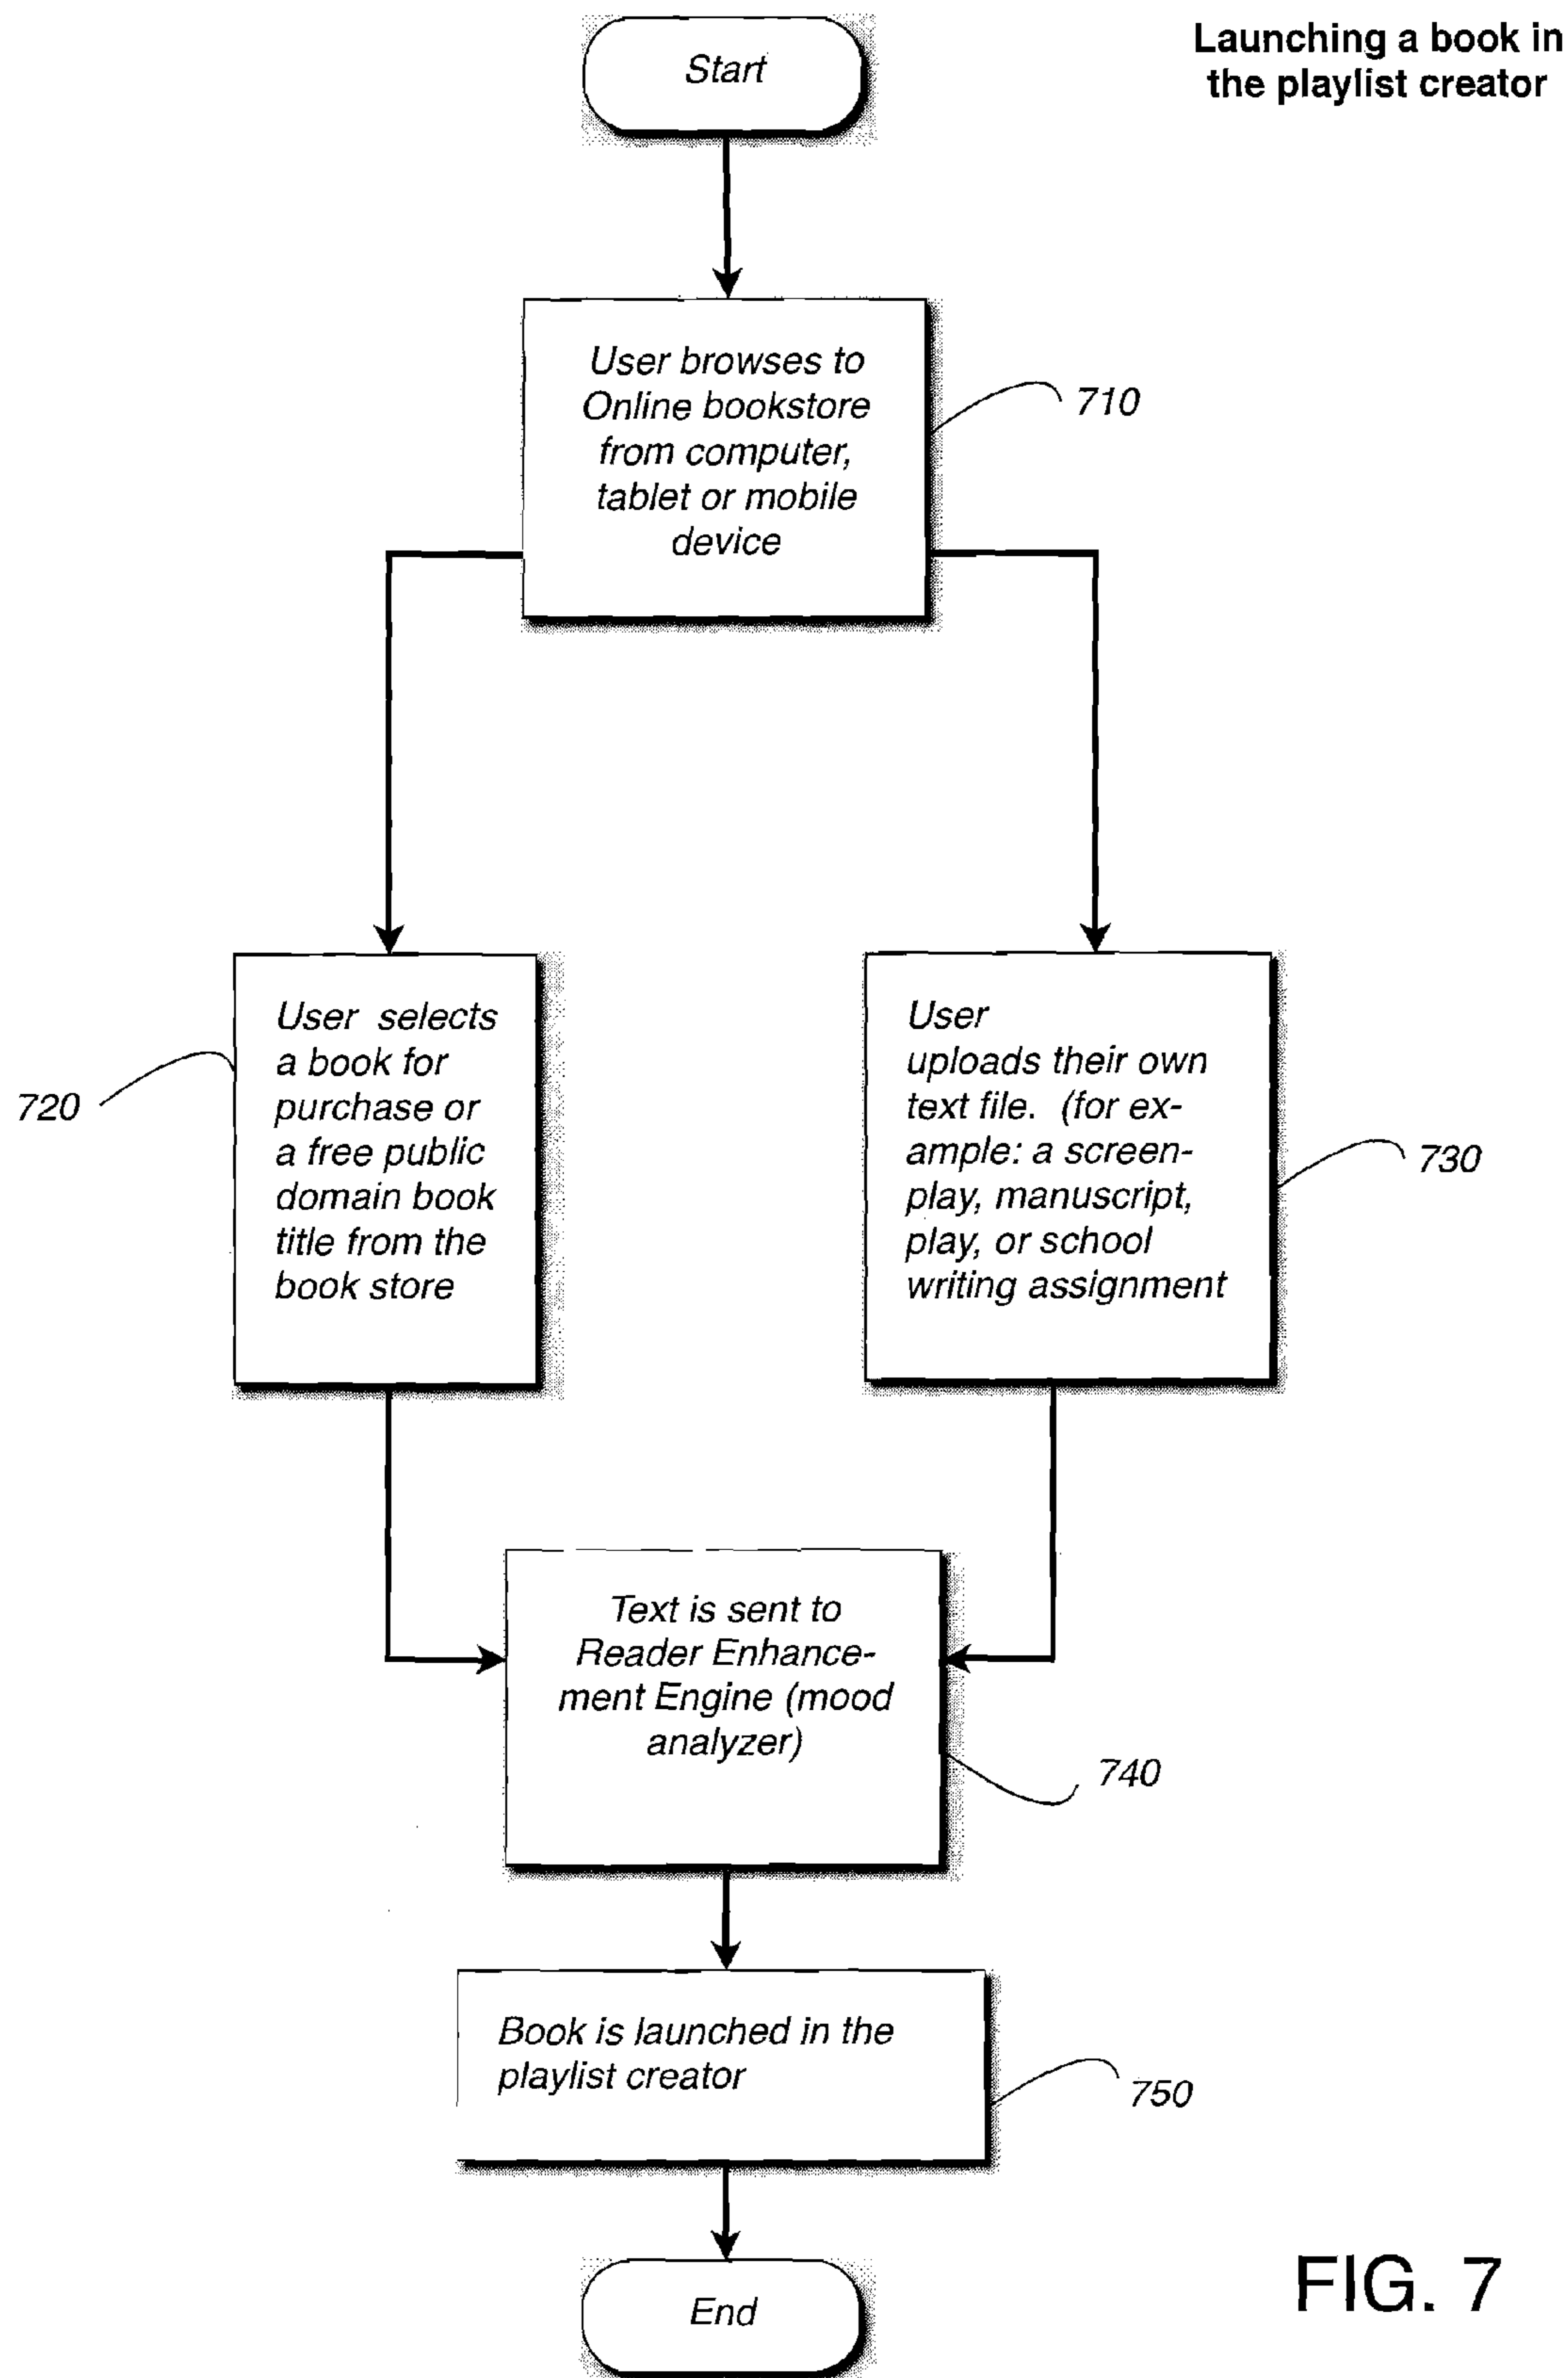 Launching a book in
the playlist creator
Start
User browses to
Online bookstore
from computer,
tablet or mobile
device
710
User selects
a book for
purchase or
a free public
domain book
title from the
book store
720
User
uploads their own
text file. (for ex-
ample: a screen-
play, manuscript,
play, or school
writing assignment
730
Text is sent to
Reader Enhance-
ment Engine (mood
analyzer)
740
Book is launched in the
playlist creator
750
End
FIG. 7